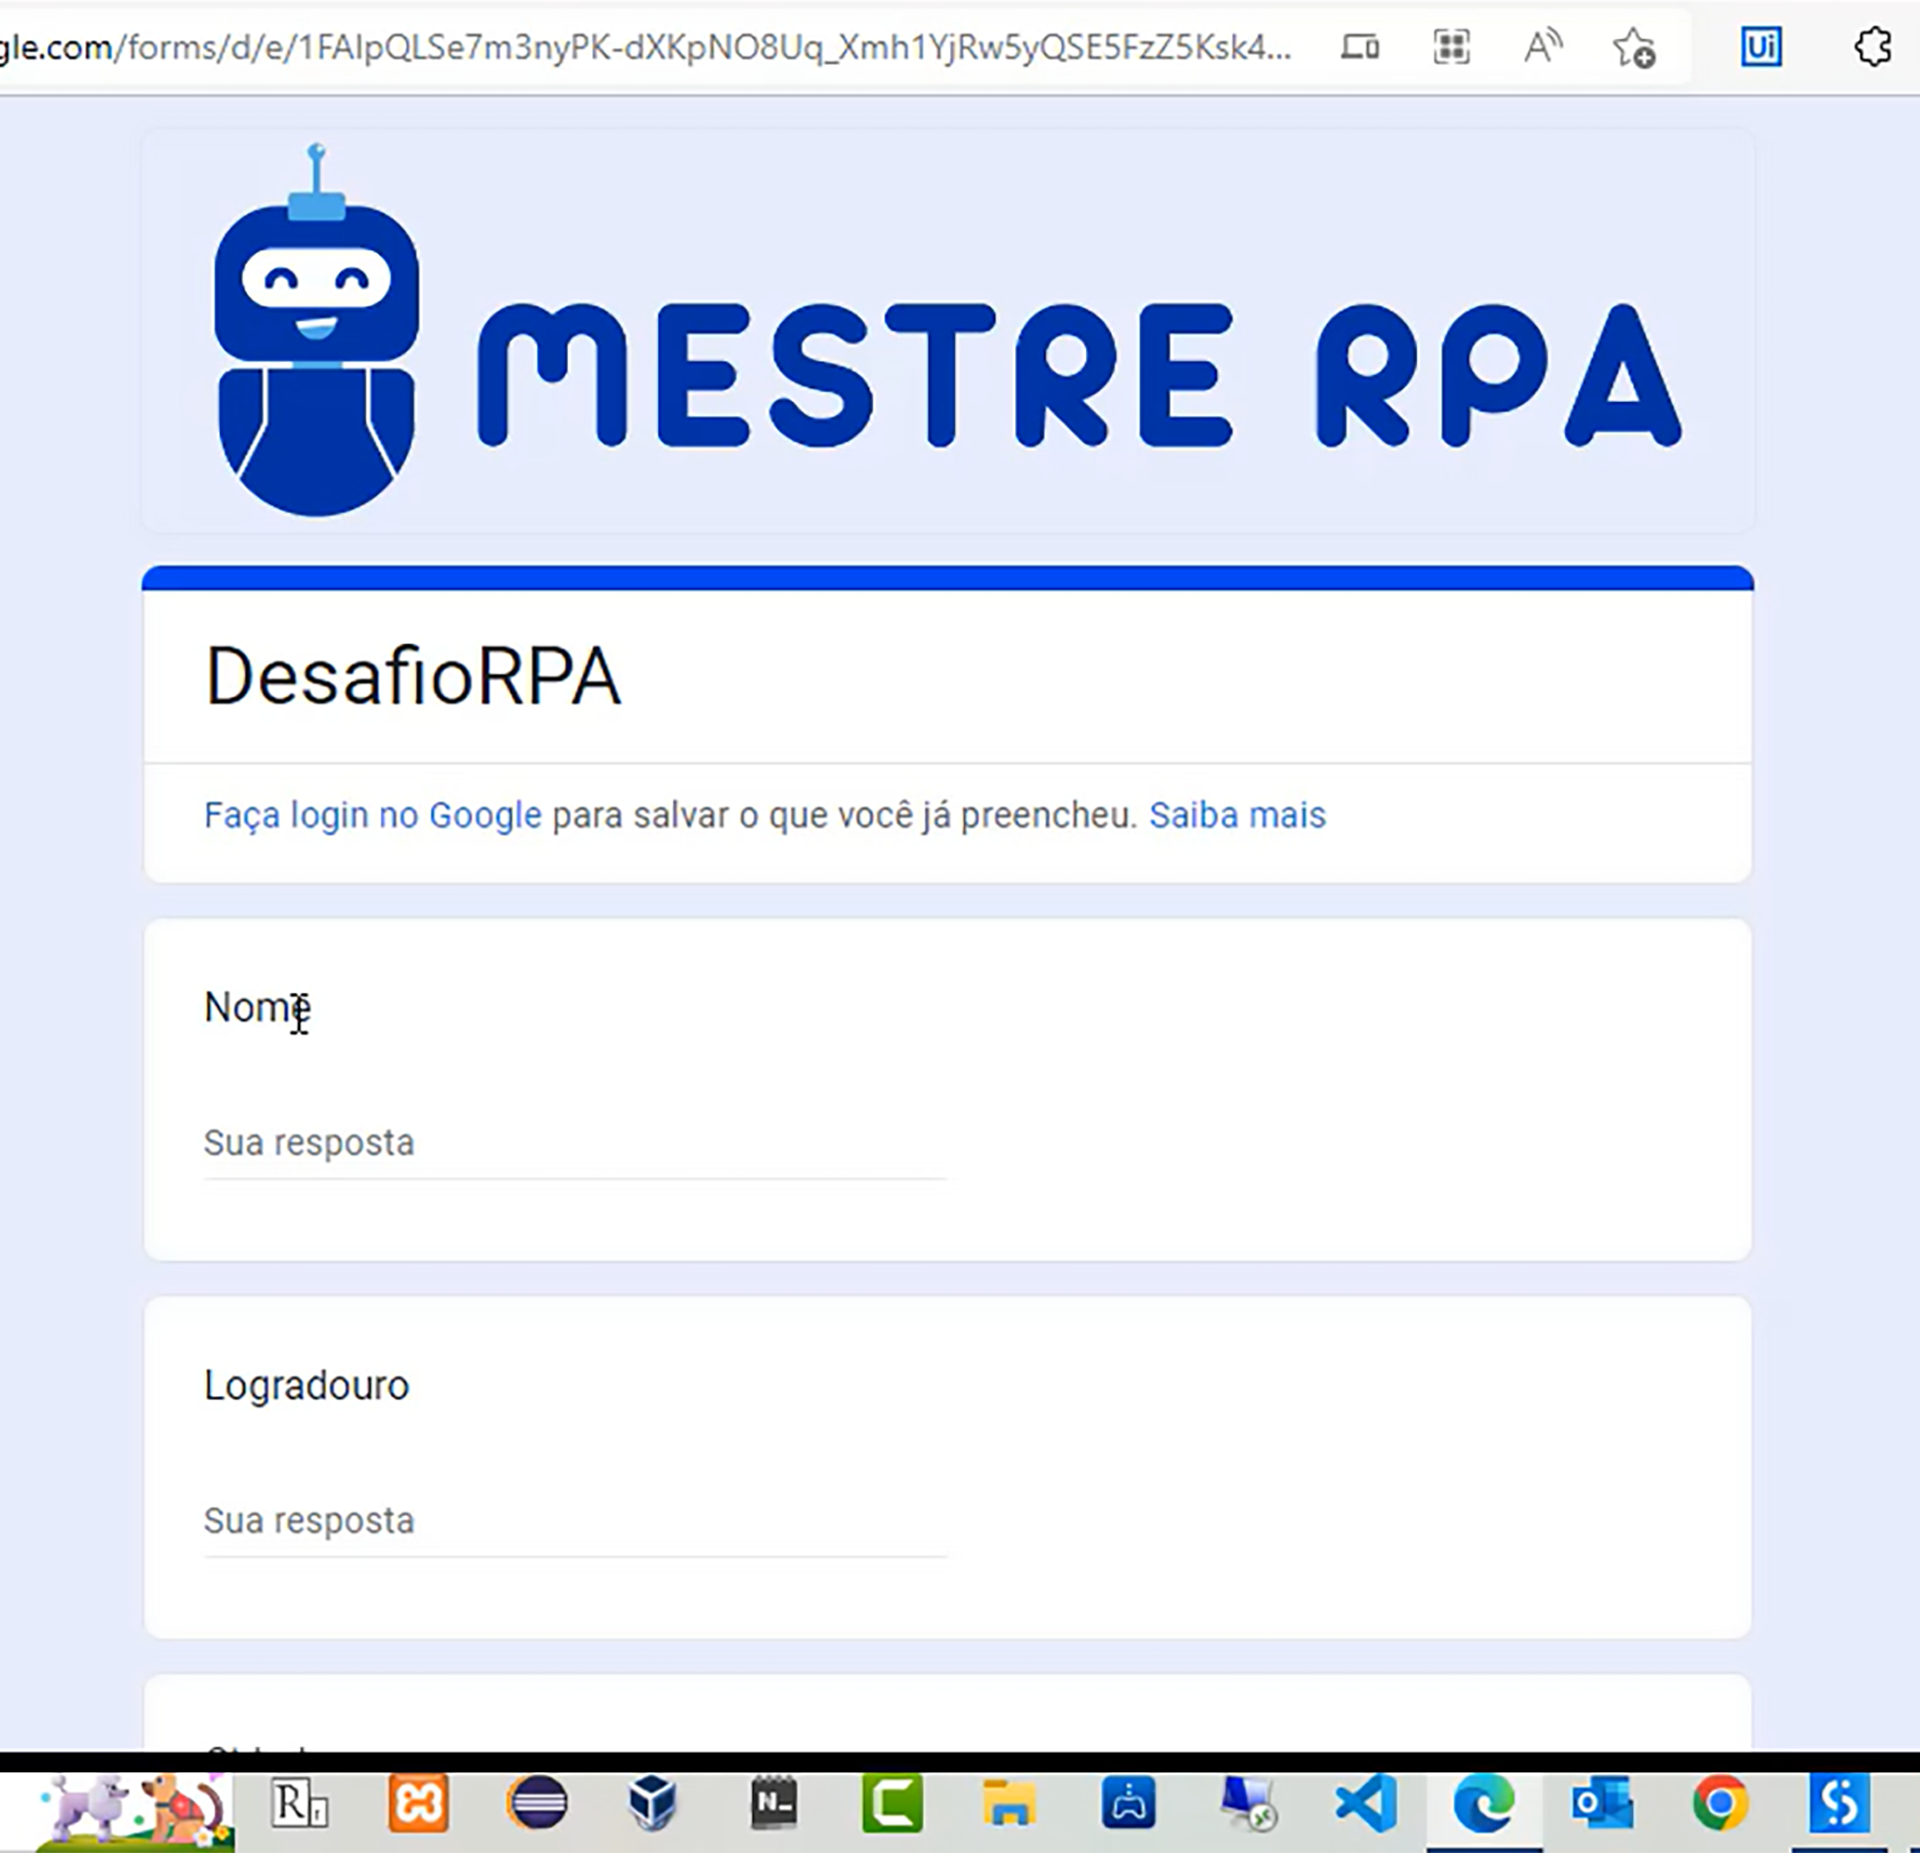 gle.com/forms/d/e/1FAIpQLSe7m3nyPK-dXKpNO8Uq_Xmh1YjRw5yQSE5FzZ5Ksk4...
Ui
MESTRE RPA
DesafioRPA
Faça login no Google para salvar o que você já preencheu. Saiba mais
Nome
Sua resposta
Logradouro
Sua resposta